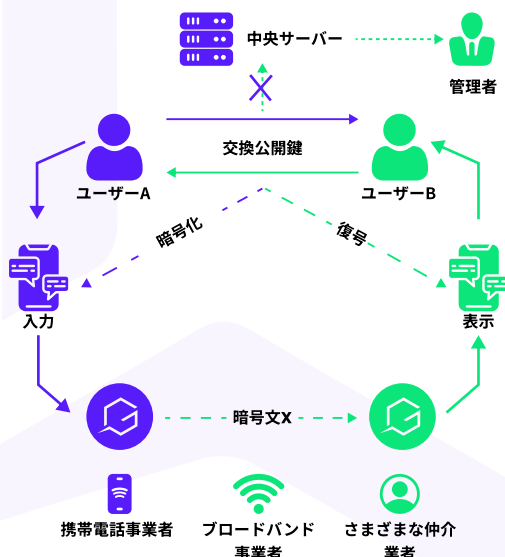 中央サーバー
管理者
交換公開鍵
ユーザーA
ユーザーB
暗号化
復号
入力
表示
暗号文X
携帯電話事業者
ブロードバンド
事業者
さまざまな仲介
業者